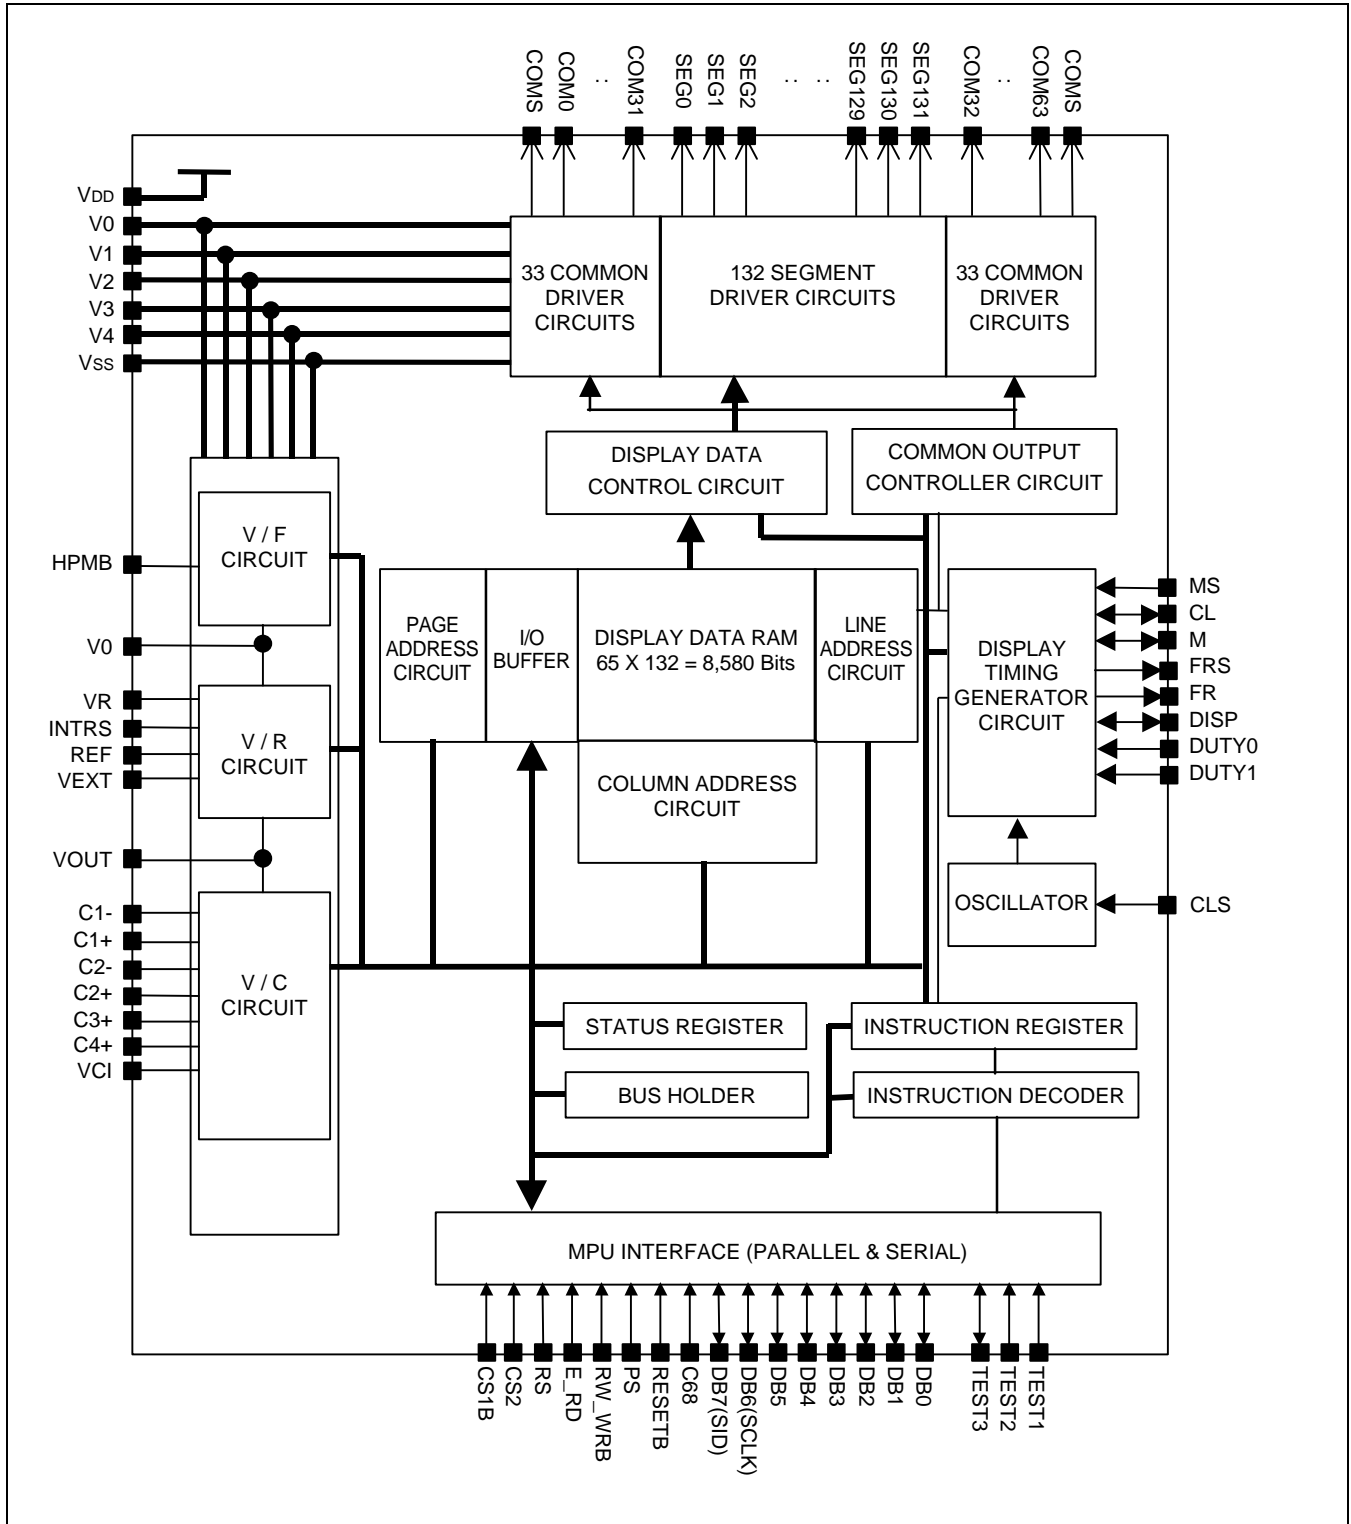 COMS
COM0
: :
COM31
SEG0
SEG1
SEG2
: :
: :
SEG129
SEG130
SEG131
COM32
: :
COM63
COMS
VDD
V0
V1
V2
V3
V4
VSS
33 COMMON
DRIVER
CIRCUITS
132 SEGMENT
DRIVER CIRCUITS
33 COMMON
DRIVER
CIRCUITS
DISPLAY DATA
CONTROL CIRCUIT
COMMON OUTPUT
CONTROLLER CIRCUIT
V / F
CIRCUIT
HPMB
V0
VR
INTRS
REF
VEXT
V / R
CIRCUIT
VOUT
C1-
C1+
C2-
C2+
C3+
C4+
VCI
V / C
CIRCUIT
PAGE
ADDRESS
CIRCUIT
I/O
BUFFER
DISPLAY DATA RAM
65 X 132 = 8,580 Bits
LINE
ADDRESS
CIRCUIT
COLUMN ADDRESS
CIRCUIT
DISPLAY
TIMING
GENERATOR
CIRCUIT
MS
CL
M
FRS
FR
DISP
DUTY0
DUTY1
OSCILLATOR
CLS
STATUS REGISTER
INSTRUCTION REGISTER
BUS HOLDER
INSTRUCTION DECODER
MPU INTERFACE (PARALLEL & SERIAL)
CS1B
CS2
RS
E_RD
RW_WRB
PS
RESETB
C68
DB7(SID)
DB6(SCLK)
DB5
DB4
DB3
DB2
DB1
DB0
TEST3
TEST2
TEST1